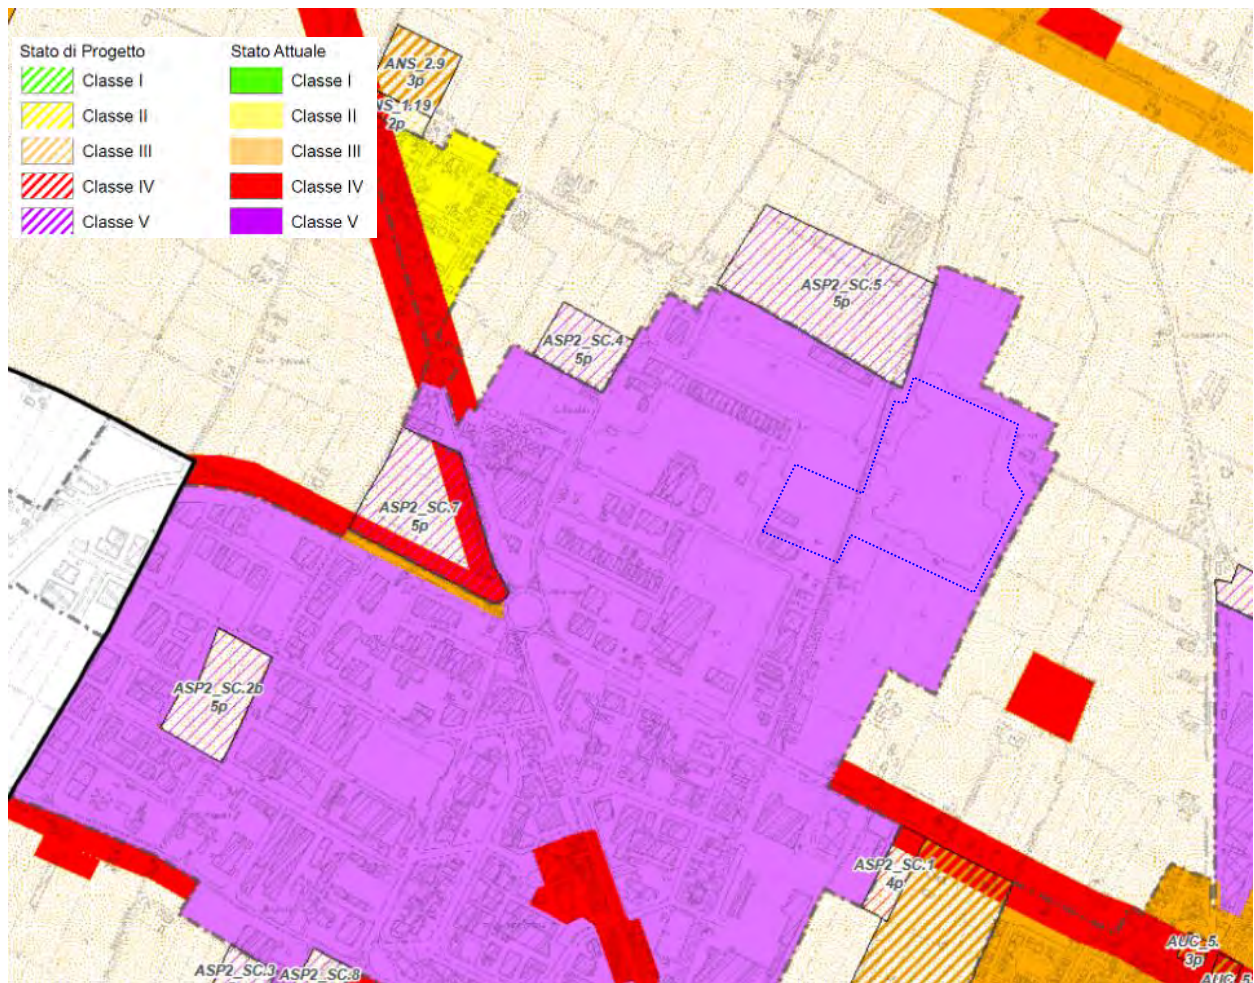 Stato di Progetto Stato Attuale
Classe I Classe I
Classe II Classe II
Classe III Classe III
Classe IV Classe IV
Classe V Classe V
ANS_2.9
3p
NS_1.19
2p
ASP2_SC.5
5p
ASP2_SC.4
5p
ASP2_SC.7
5p
ASP2_SC.2b
5p
ASP2_SC.1
4p
AUC_5.
3p
ASP2_SC.3 ASP2_SC.8
AUC_5